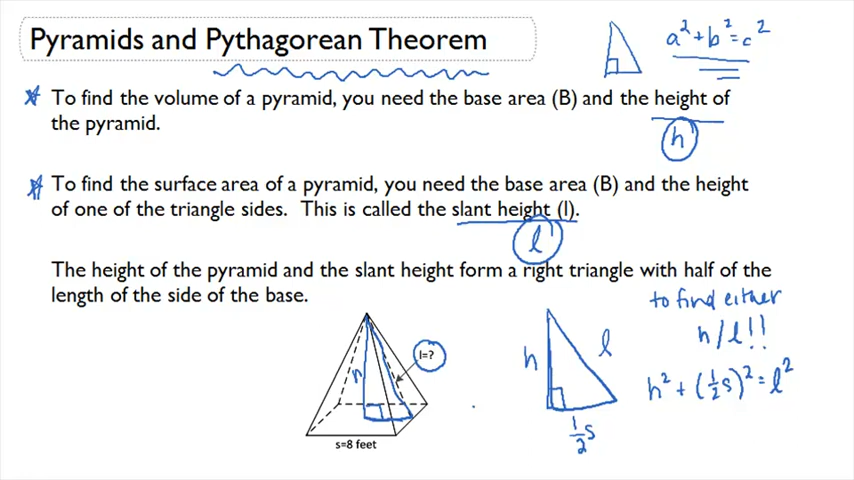 Pyramids and Pythagorean Theorem
a² + b² = c²
To find the volume of a pyramid, you need the base area (B) and the height of
the pyramid.
h
To find the surface area of a pyramid, you need the base area (B) and the height
of one of the triangle sides. This is called the slant height (l).
l
The height of the pyramid and the slant height form a right triangle with half of the
length of the side of the base.
to find either
h/l!!
h
l=?
s=8 feet
h
l
½s
h² + (½s)² = l²